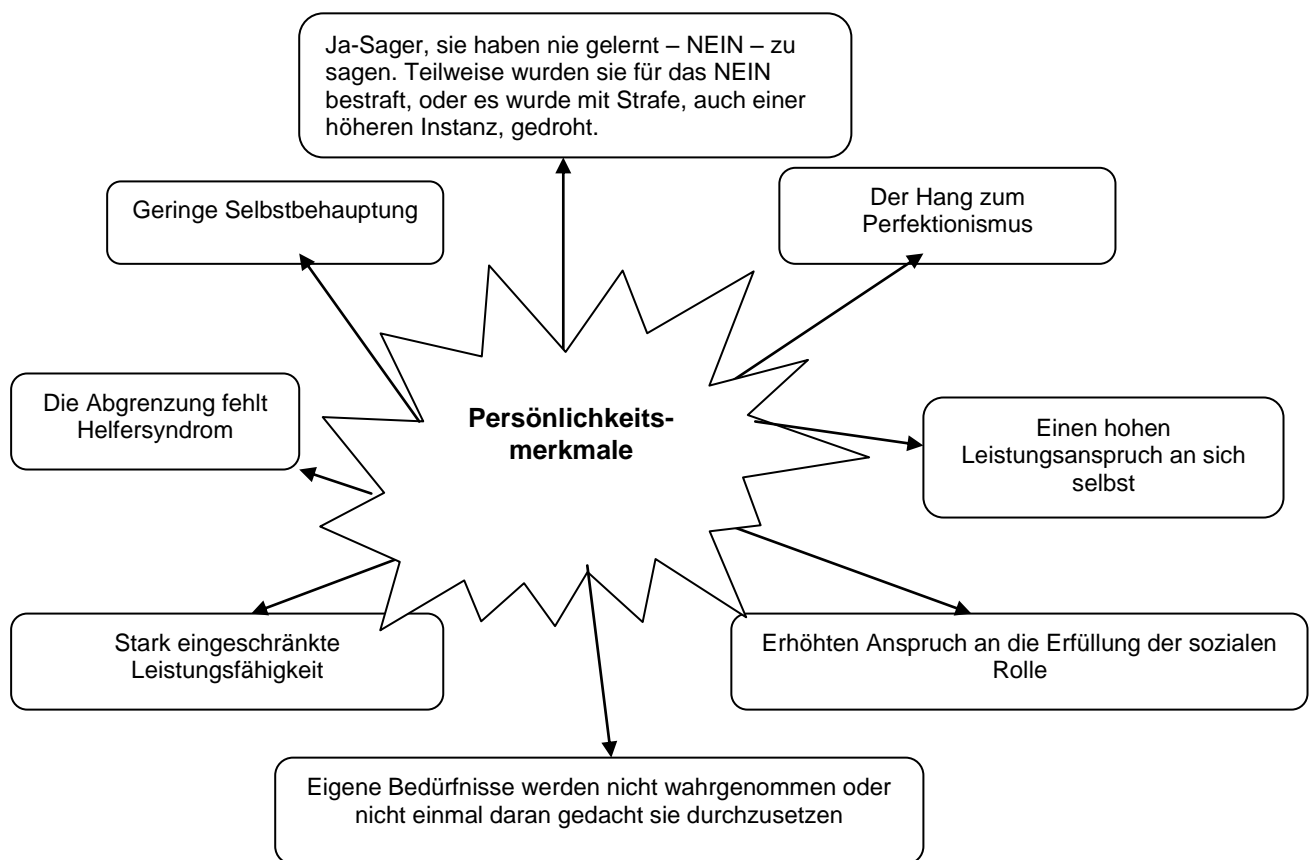 Ja-Sager, sie haben nie gelernt – NEIN – zu
sagen. Teilweise wurden sie für das NEIN
bestraft, oder es wurde mit Strafe, auch einer
höheren Instanz, gedroht.
Geringe Selbstbehauptung
Der Hang zum
Perfektionismus
Die Abgrenzung fehlt
Helfersyndrom
Persönlichkeits-
merkmale
Einen hohen
Leistungsanspruch an sich
selbst
Stark eingeschränkte
Leistungsfähigkeit
Erhöhten Anspruch an die Erfüllung der sozialen
Rolle
Eigene Bedürfnisse werden nicht wahrgenommen oder
nicht einmal daran gedacht sie durchzusetzen